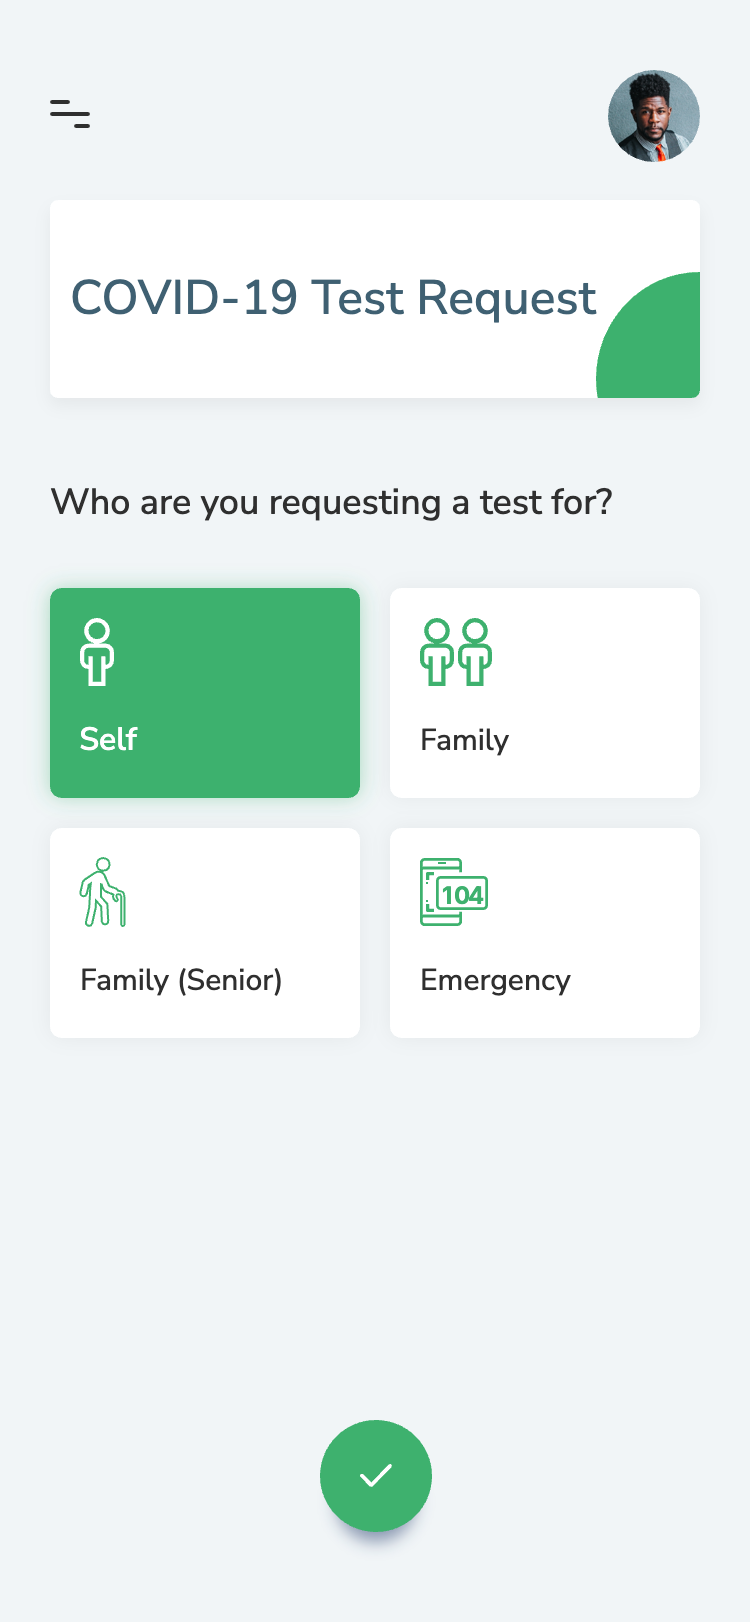 COVID-19 Test Request
Who are you requesting a test for?
Self
Family
Family (Senior)
104
Emergency